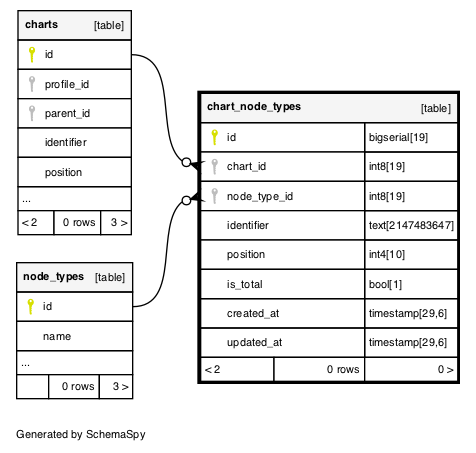 charts [table]
id
profile_id
parent_id
identifier
position
...
< 2 0 rows 3 >
chart_node_types [table]
id bigserial[19]
chart_id int8[19]
node_type_id int8[19]
identifier text[2147483647]
position int4[10]
is_total bool[1]
created_at timestamp[29,6]
updated_at timestamp[29,6]
< 2 0 rows 0 >
node_types [table]
id
name
...
0 rows 3 >
Generated by SchemaSpy